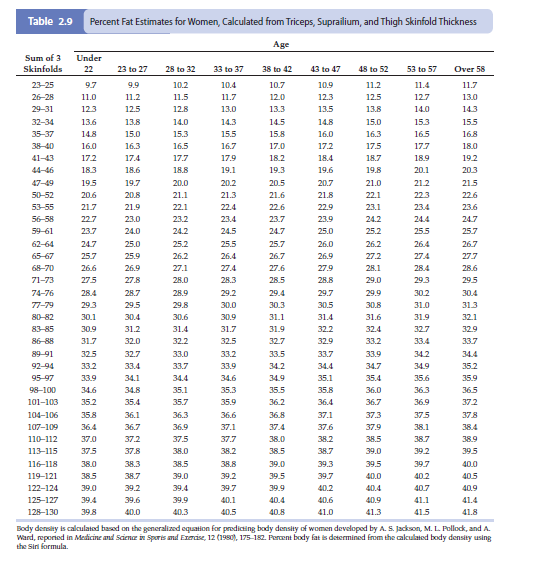 Table 2.9 Percent Fat Estimates for Women, Calculated from Triceps, Suprailium, and Thigh Skinfold Thickness
Age
Sum of 3 Under
Skinfolds 22 23 to 27 28 to 32 33 to 37 38 to 42 43 to 47 48 to 52 53 to 57 Over 58
23–25 9.7 9.9 10.2 10.4 10.7 10.9 11.2 11.4 11.7
26–28 11.0 11.2 11.5 11.7 12.0 12.3 12.5 12.7 13.0
29–31 12.3 12.5 12.8 13.0 13.3 13.5 13.8 14.0 14.3
32–34 13.6 13.8 14.0 14.3 14.5 14.8 15.0 15.3 15.5
35–37 14.8 15.0 15.3 15.5 15.8 16.0 16.3 16.5 16.8
38–40 16.0 16.3 16.5 16.7 17.0 17.2 17.5 17.7 18.0
41–43 17.2 17.4 17.7 17.9 18.2 18.4 18.7 18.9 19.2
44–46 18.3 18.6 18.8 19.1 19.3 19.6 19.8 20.1 20.3
47–49 19.5 19.7 20.0 20.2 20.5 20.7 21.0 21.2 21.5
50–52 20.6 20.8 21.1 21.3 21.6 21.8 22.1 22.3 22.6
53–55 21.7 21.9 22.1 22.4 22.6 22.9 23.1 23.4 23.6
56–58 22.7 23.0 23.2 23.4 23.7 23.9 24.2 24.4 24.7
59–61 23.7 24.0 24.2 24.5 24.7 25.0 25.2 25.5 25.7
62–64 24.7 25.0 25.2 25.5 25.7 26.0 26.2 26.4 26.7
65–67 25.7 25.9 26.2 26.4 26.7 26.9 27.2 27.4 27.7
68–70 26.6 26.9 27.1 27.4 27.6 27.9 28.1 28.4 28.6
71–73 27.5 27.8 28.0 28.3 28.5 28.8 29.0 29.3 29.5
74–76 28.4 28.7 28.9 29.2 29.4 29.7 29.9 30.2 30.4
77–79 29.3 29.5 29.8 30.0 30.3 30.5 30.8 31.0 31.3
80–82 30.1 30.4 30.6 30.9 31.1 31.4 31.6 31.9 32.1
83–85 30.9 31.2 31.4 31.7 31.9 32.2 32.4 32.7 32.9
86–88 31.7 32.0 32.2 32.5 32.7 32.9 33.2 33.4 33.7
89–91 32.5 32.7 33.0 33.2 33.5 33.7 33.9 34.2 34.4
92–94 33.2 33.4 33.7 33.9 34.2 34.4 34.7 34.9 35.2
95–97 33.9 34.1 34.4 34.6 34.9 35.1 35.4 35.6 35.9
98–100 34.6 34.8 35.1 35.3 35.5 35.8 36.0 36.3 36.5
101–103 35.2 35.4 35.7 35.9 36.2 36.4 36.7 36.9 37.2
104–106 35.8 36.1 36.3 36.6 36.8 37.1 37.3 37.5 37.8
107–109 36.4 36.7 36.9 37.1 37.4 37.6 37.9 38.1 38.4
110–112 37.0 37.2 37.5 37.7 38.0 38.2 38.5 38.7 38.9
113–115 37.5 37.8 38.0 38.2 38.5 38.7 39.0 39.2 39.5
116–118 38.0 38.3 38.5 38.8 39.0 39.3 39.5 39.7 40.0
119–121 38.5 38.7 39.0 39.2 39.5 39.7 40.0 40.2 40.5
122–124 39.0 39.2 39.4 39.7 39.9 40.2 40.4 40.7 40.9
125–127 39.4 39.6 39.9 40.1 40.4 40.6 40.9 41.1 41.4
128–130 39.8 40.0 40.3 40.5 40.8 41.0 41.3 41.5 41.8
Body density is calculated based on the generalized equation for predicting body density of women developed by A. S. Jackson, M. L. Pollock, and A.
Ward, reported in Medicine and Science in Sports and Exercise, 12 (1980), 175–182. Percent body fat is determined from the calculated body density using
the Siri formula.